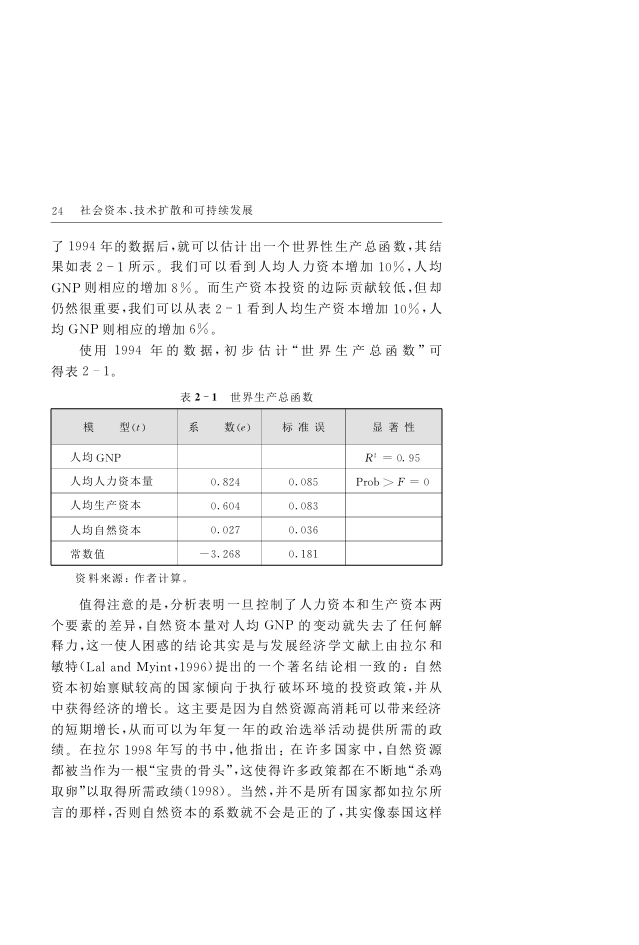 24 社会资本、技术扩散和可持续发展
了 1994 年的数据后,就可以估计出一个世界性生产总函数,其结
果如表 2-1 所示。我们可以看到人均人力资本增加 10%,人均
GNP 则相应的增加 8%。而生产资本投资的边际贡献较低,但却
仍然很重要,我们可以从表 2-1 看到人均生产资本增加 10%,人
均 GNP 则相应的增加 6%。
使用 1994 年的数据,初步估计“世界生产总函数”可
得表 2-1。
表 2-1 世界生产总函数
模 型(t) 系 数(e) 标准误 显著性
人均 GNP R² = 0.95
人均人力资本量 0.824 0.085 Prob > F = 0
人均生产资本 0.604 0.083
人均自然资本 0.027 0.036
常数值 -3.268 0.181
资料来源:作者计算。
值得注意的是,分析表明一旦控制了人力资本和生产资本两
个要素的差异,自然资本量对人均 GNP 的变动就失去了任何解
释力,这一使人困惑的结论其实是与发展经济学文献上由拉尔和
敏特(Lal and Myint,1996)提出的一个著名结论相一致的:自然
资本初始禀赋较高的国家倾向于执行破坏环境的投资政策,并从
中获得经济的增长。这主要是因为自然资源高消耗可以带来经济
的短期增长,从而可以为年复一年的政治选举活动提供所需的政
绩。在拉尔 1998 年写的书中,他指出:在许多国家中,自然资源
都被当作为一根“宝贵的骨头”,这使得许多政策都在不断地“杀鸡
取卵”以取得所需政绩(1998)。当然,并不是所有国家都如拉尔所
言的那样,否则自然资本的系数就不会是正的了,其实像泰国这样